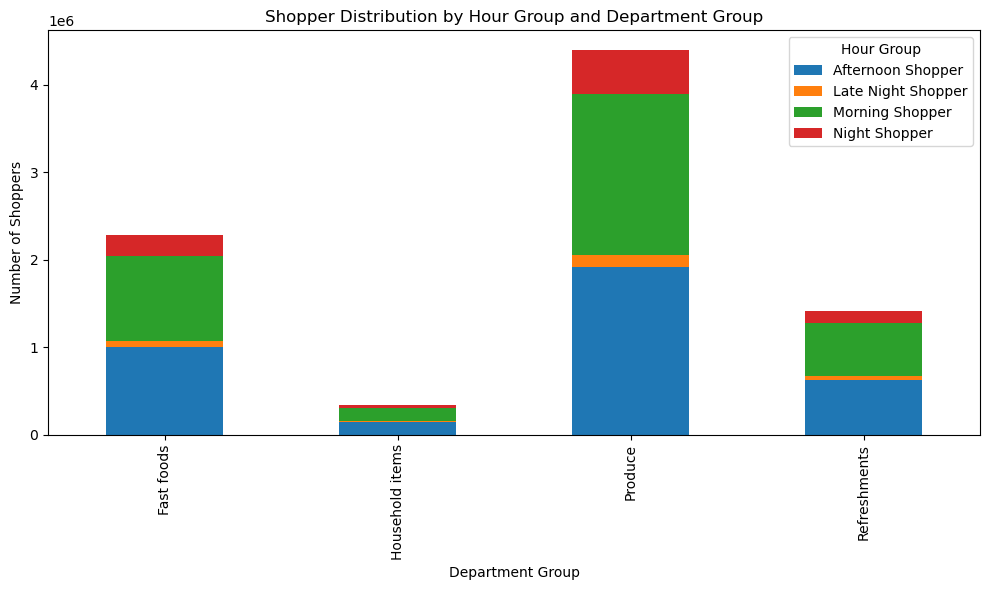 Shopper Distribution by Hour Group and Department Group
1e6
Number of Shoppers
4
3
2
1
0
Hour Group
Afternoon Shopper
Late Night Shopper
Morning Shopper
Night Shopper
Fast foods
Household items
Produce
Refreshments
Department Group